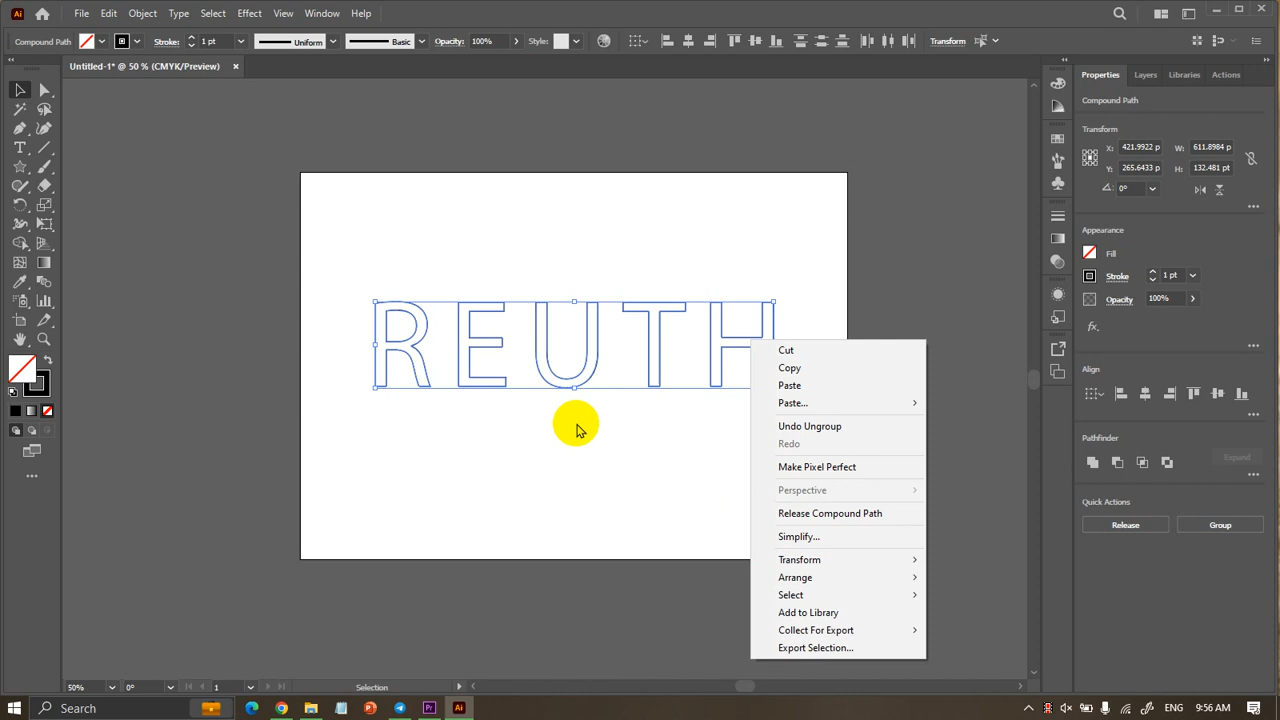 File Edit Object Type Select Effect View Window Help
Compound Path Stroke: 1 pt Uniform Basic Opacity: 100% Style: Transform
Untitled-1* @ 50 % (CMYK/Preview)
Properties Layers Libraries Actions
Compound Path
Transform
X: 421.9922 p W: 611.8984 p
Y: 265.6433 p H: 132.481 pt
0°
Appearance
Fill
Stroke 1 pt
Opacity 100%
fx.
Align
Pathfinder
Expand
Quick Actions
Release Group
REUTH
Cut
Copy
Paste
Paste...
Undo Ungroup
Redo
Make Pixel Perfect
Perspective
Release Compound Path
Simplify...
Transform
Arrange
Select
Add to Library
Collect For Export
Export Selection...
50% 0° 1 Selection
Search
9:56 AM